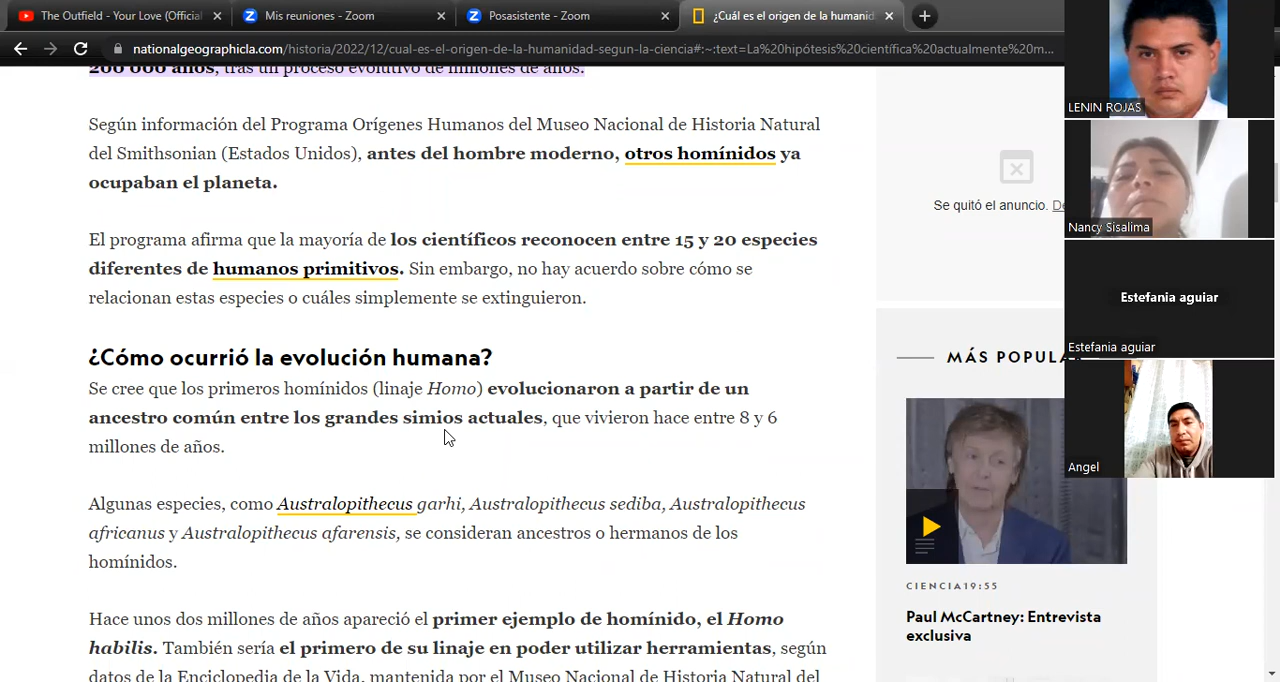 The Outfield - Your Love (Official
Mis reuniones - Zoom
Posasistente - Zoom
¿Cuál es el origen de la humanid
nationalgeographicla.com/historia/2022/12/cual-es-el-origen-de-la-humanidad-segun-la-ciencia#:~:text=La%20hipótesis%20científica%20actualmente%20m...
200 000 años, tras un proceso evolutivo de millones de años.
Según información del Programa Orígenes Humanos del Museo Nacional de Historia Natural
del Smithsonian (Estados Unidos), antes del hombre moderno, otros homínidos ya
ocupaban el planeta.
El programa afirma que la mayoría de los científicos reconocen entre 15 y 20 especies
diferentes de humanos primitivos. Sin embargo, no hay acuerdo sobre cómo se
relacionan estas especies o cuáles simplemente se extinguieron.
¿Cómo ocurrió la evolución humana?
Se cree que los primeros homínidos (linaje Homo) evolucionaron a partir de un
ancestro común entre los grandes simios actuales, que vivieron hace entre 8 y 6
millones de años.
Algunas especies, como Australopithecus garhi, Australopithecus sediba, Australopithecus
africanus y Australopithecus afarensis, se consideran ancestros o hermanos de los
homínidos.
Hace unos dos millones de años apareció el primer ejemplo de homínido, el Homo
habilis. También sería el primero de su linaje en poder utilizar herramientas, según
datos de la Enciclopedia de la Vida, mantenida por el Museo Nacional de Historia Natural del
Se quitó el anuncio. De
MÁS POPULA
CIENCIA19:55
Paul McCartney: Entrevista
exclusiva
LENIN ROJAS
Nancy Sisalima
Estefania aguiar
Estefania aguiar
Angel